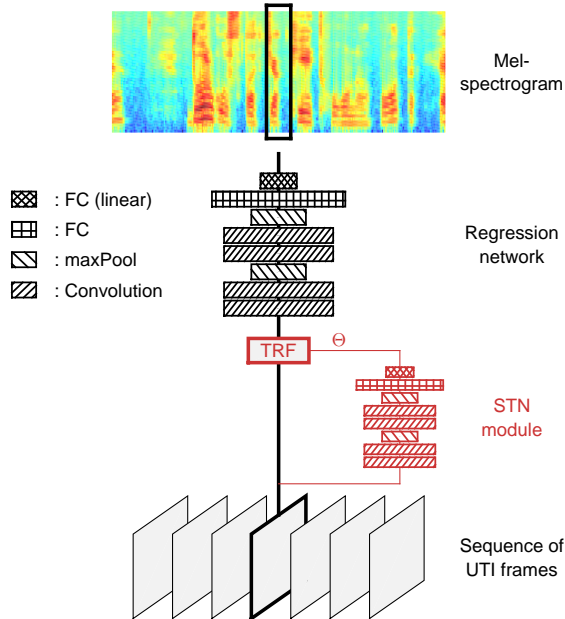 Mel-
spectrogram
: FC (linear)
: FC
: maxPool
: Convolution
Regression
network
TRF
Θ
STN
module
Sequence of
UTI frames